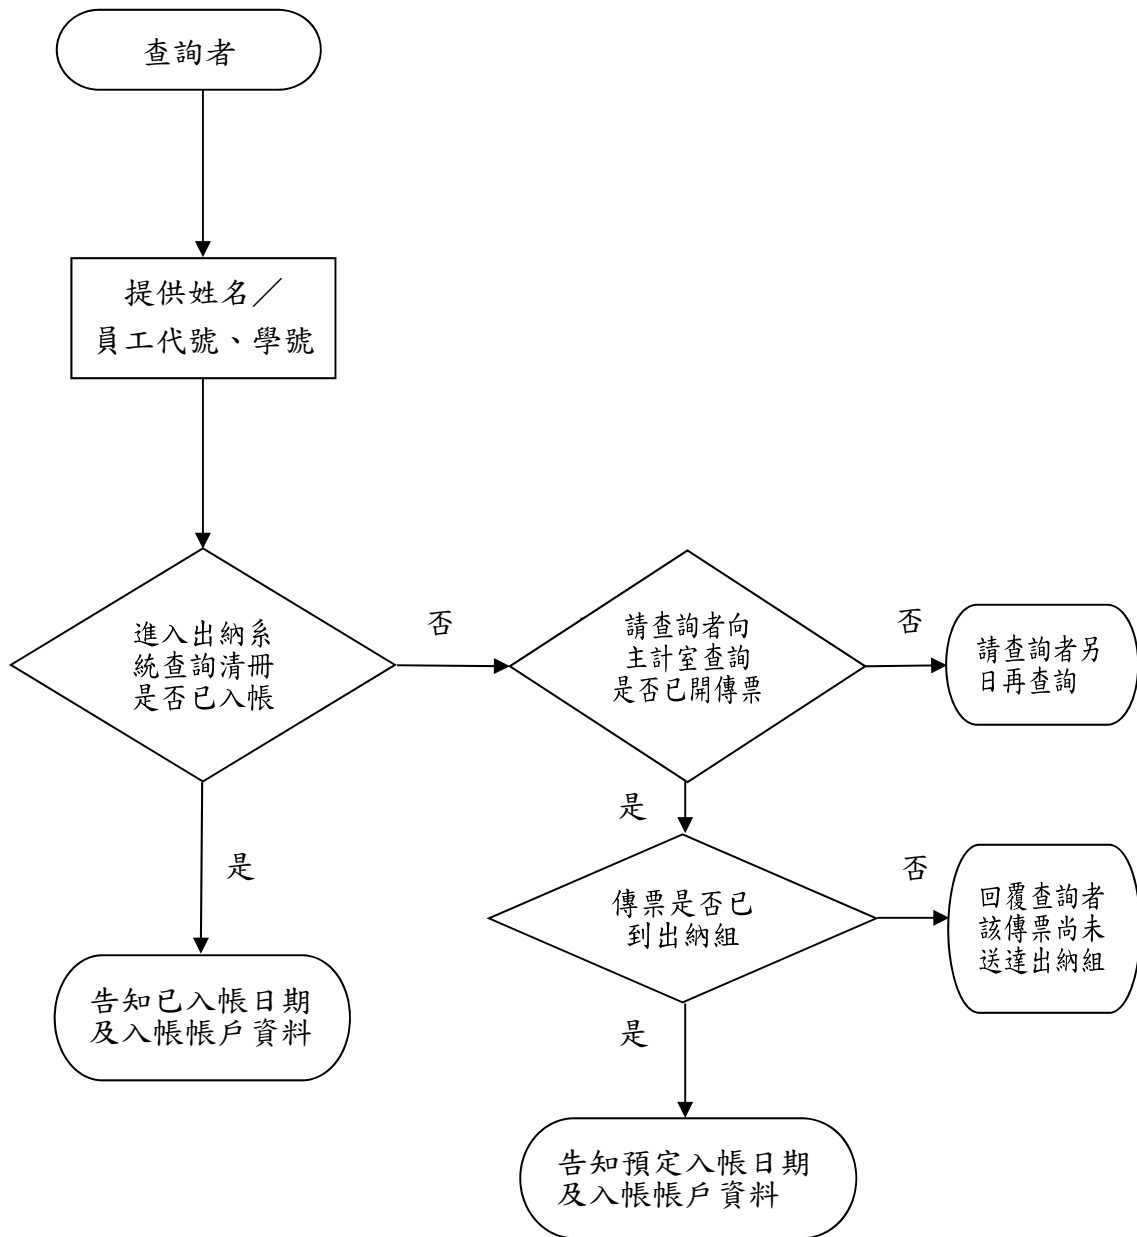 查詢者
提供姓名／
員工代號、學號
進入出納系
統查詢清冊
是否已入帳
否
請查詢者向
主計室查詢
是否已開傳票
否
請查詢者另
日再查詢
是
是
傳票是否已
到出納組
否
回覆查詢者
該傳票尚未
送達出納組
告知已入帳日期
及入帳帳戶資料
是
告知預定入帳日期
及入帳帳戶資料